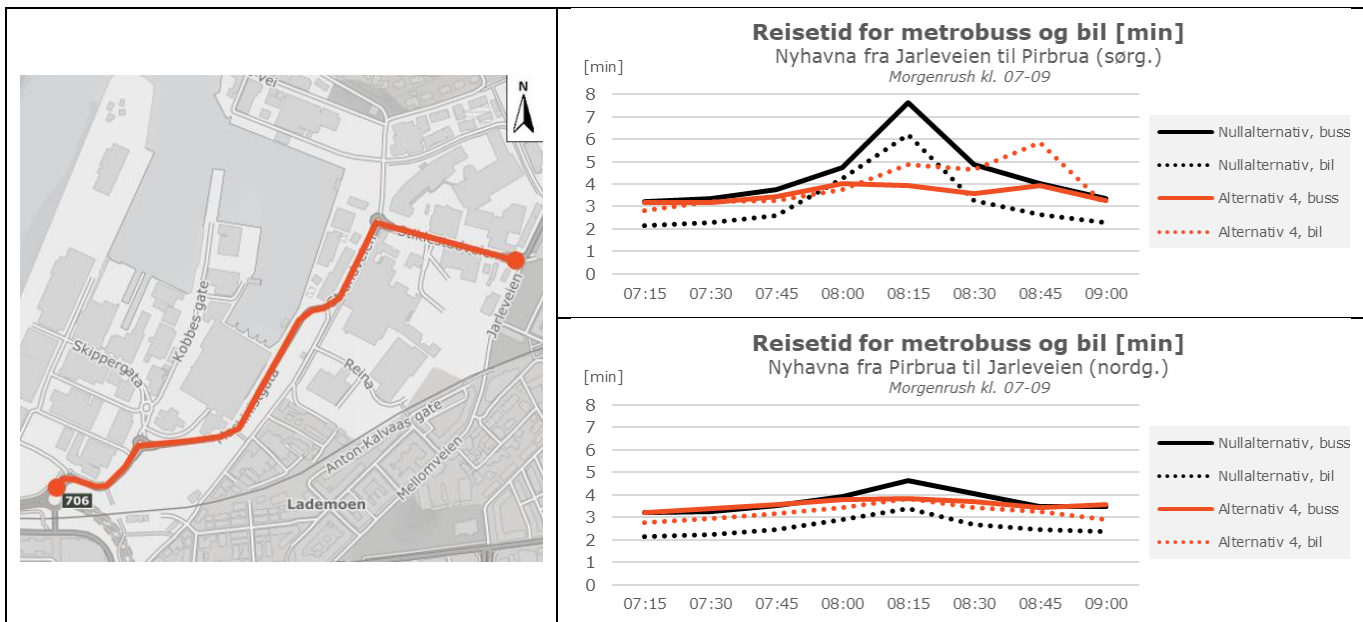 N
Stiklestadveien
Strandveien
Jarleveien
Kobbes gate
Skippergata
Reina
Anton Kalvaas gate
Mellomveien
Lademoen
706
Reisetid for metrobuss og bil [min]
Nyhavna fra Jarleveien til Pirbrua (sørg.)
Morgenrush kl. 07-09
[min]
8
7
6
5
4
3
2
1
0
07:15 07:30 07:45 08:00 08:15 08:30 08:45 09:00
Nullalternativ, buss
Nullalternativ, bil
Alternativ 4, buss
Alternativ 4, bil
Reisetid for metrobuss og bil [min]
Nyhavna fra Pirbrua til Jarleveien (nordg.)
Morgenrush kl. 07-09
[min]
8
7
6
5
4
3
2
1
0
07:15 07:30 07:45 08:00 08:15 08:30 08:45 09:00
Nullalternativ, buss
Nullalternativ, bil
Alternativ 4, buss
Alternativ 4, bil